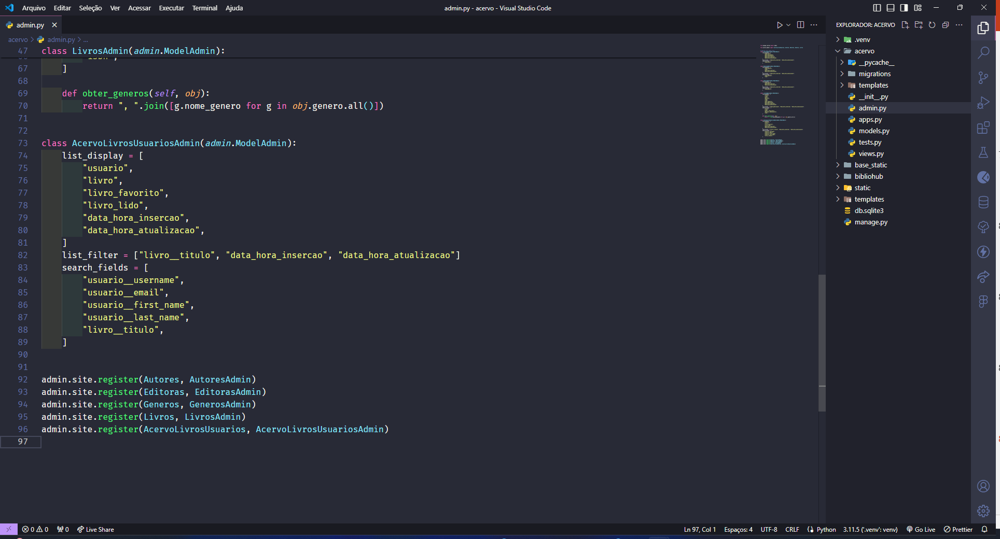 Arquivo Editar Seleção Ver Acessar Executar Terminal Ajuda
admin.py - acervo - Visual Studio Code
admin.py
EXPLORADOR: ACERVO
acervo > admin.py > ...
47 class LivrosAdmin(admin.ModelAdmin):
67 ]
68
69 def obter_generos(self, obj):
70 return ", ".join([g.nome_genero for g in obj.genero.all()])
71
72
73 class AcervoLivrosUsuariosAdmin(admin.ModelAdmin):
74 list_display = [
75 "usuario",
76 "livro",
77 "livro_favorito",
78 "livro_lido",
79 "data_hora_insercao",
80 "data_hora_atualizacao",
81 ]
82 list_filter = ["livro__titulo", "data_hora_insercao", "data_hora_atualizacao"]
83 search_fields = [
84 "usuario__username",
85 "usuario__email",
86 "usuario__first_name",
87 "usuario__last_name",
88 "livro__titulo",
89 ]
90
91
92 admin.site.register(Autores, AutoresAdmin)
93 admin.site.register(Editoras, EditorasAdmin)
94 admin.site.register(Generos, GenerosAdmin)
95 admin.site.register(Livros, LivrosAdmin)
96 admin.site.register(AcervoLivrosUsuarios, AcervoLivrosUsuariosAdmin)
97
.venv
acervo
__pycache__
migrations
templates
__init__.py
admin.py
apps.py
models.py
tests.py
views.py
base_static
bibliohub
static
templates
db.sqlite3
manage.py
0 0 0 Live Share
Ln 97, Col 1 Espaços: 4 UTF-8 CRLF Python 3.11.5 ('.venv': venv) Go Live Prettier